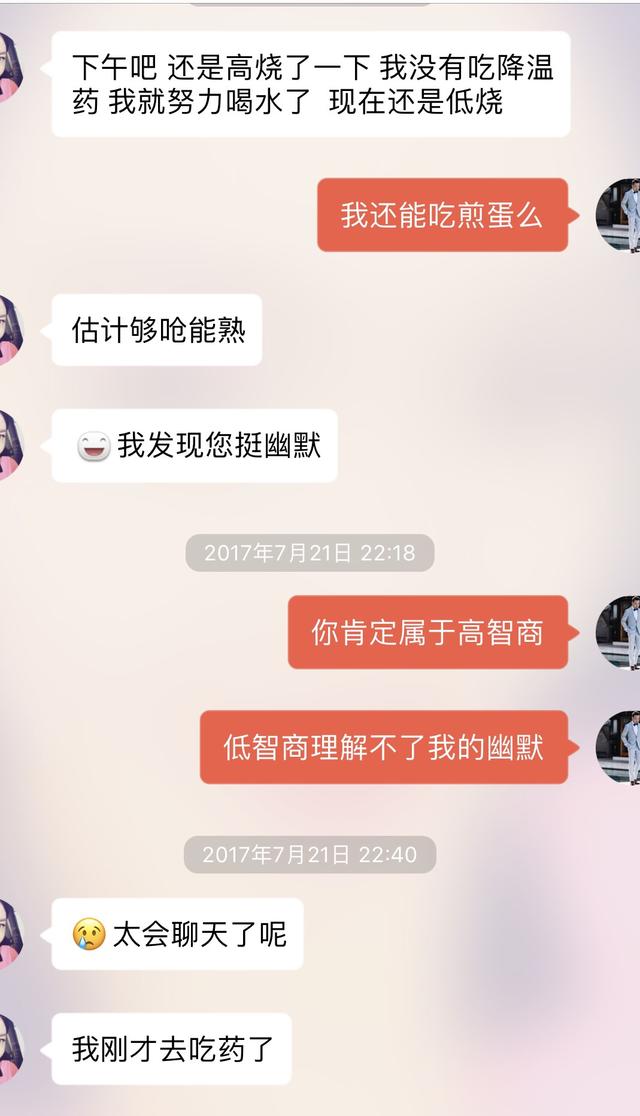 下午吧 还是高烧了一下 我没有吃降温
药 我就努力喝水了 现在还是低烧
我还能吃煎蛋么
估计够呛能熟
我发现您挺幽默
2017年7月21日 22:18
你肯定属于高智商
低智商理解不了我的幽默
2017年7月21日 22:40
太会聊天了呢
我刚才去吃药了